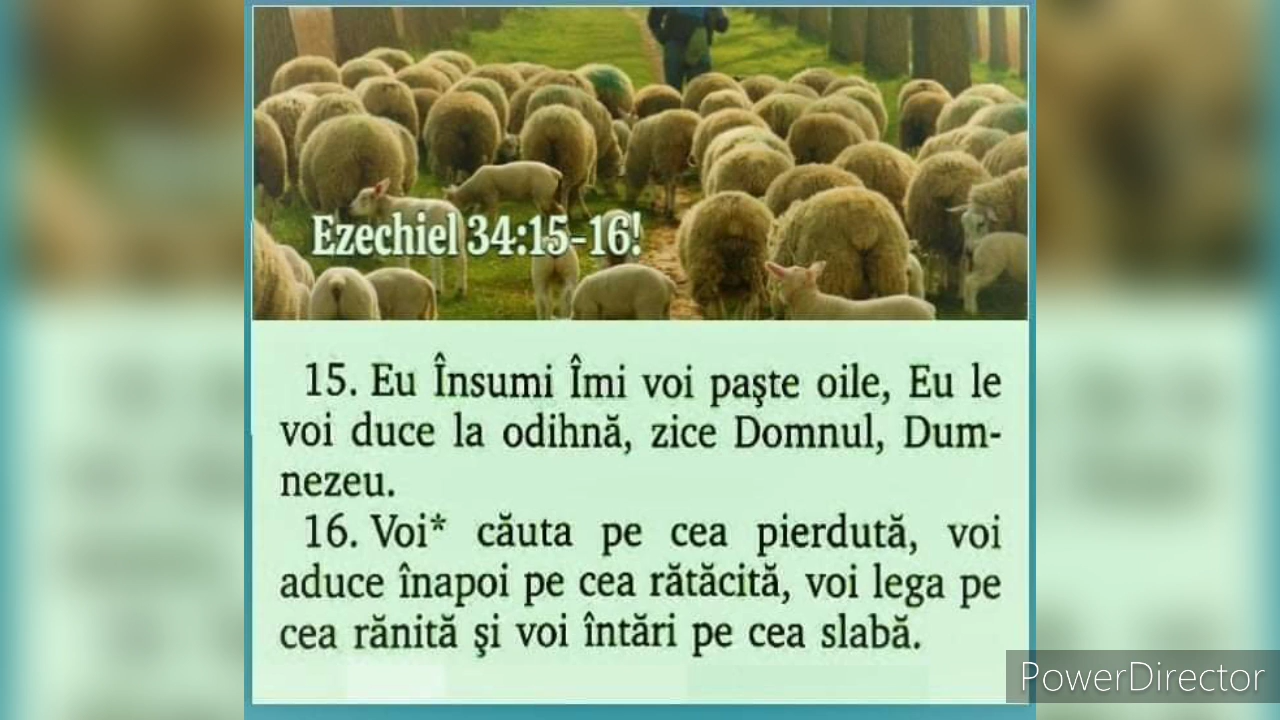 Ezechiel 34:15-16!
15. Eu Însumi Îmi voi paşte oile, Eu le
voi duce la odihnă, zice Domnul, Dum-
nezeu.
16. Voi* căuta pe cea pierdută, voi
aduce înapoi pe cea rătăcită, voi lega pe
cea rănită şi voi întări pe cea slabă.
PowerDirector